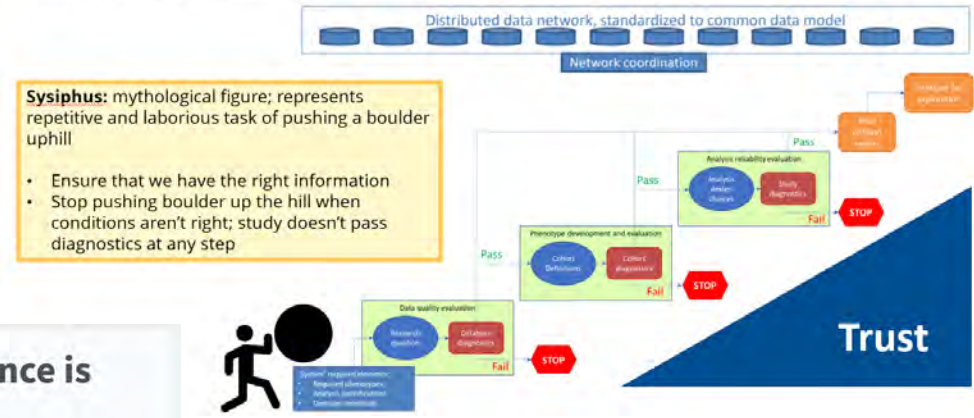 Distributed data network, standardized to common data model
Network coordination
Sysiphus: mythological figure; represents
repetitive and laborious task of pushing a boulder
uphill
• Ensure that we have the right information
• Stop pushing boulder up the hill when
conditions aren't right; study doesn't pass
diagnostics at any step
Pass
Analysis reliability evaluation
Pass
Analysis
design
choices
Study
diagnostics
Fail
STOP
Phenotype development and evaluation
Pass
Cohort
Definitions
Cohort
diagnostics
Fail
STOP
Data quality evaluation
Research
question
Database
diagnostics
Fail
STOP
Trust
nce is